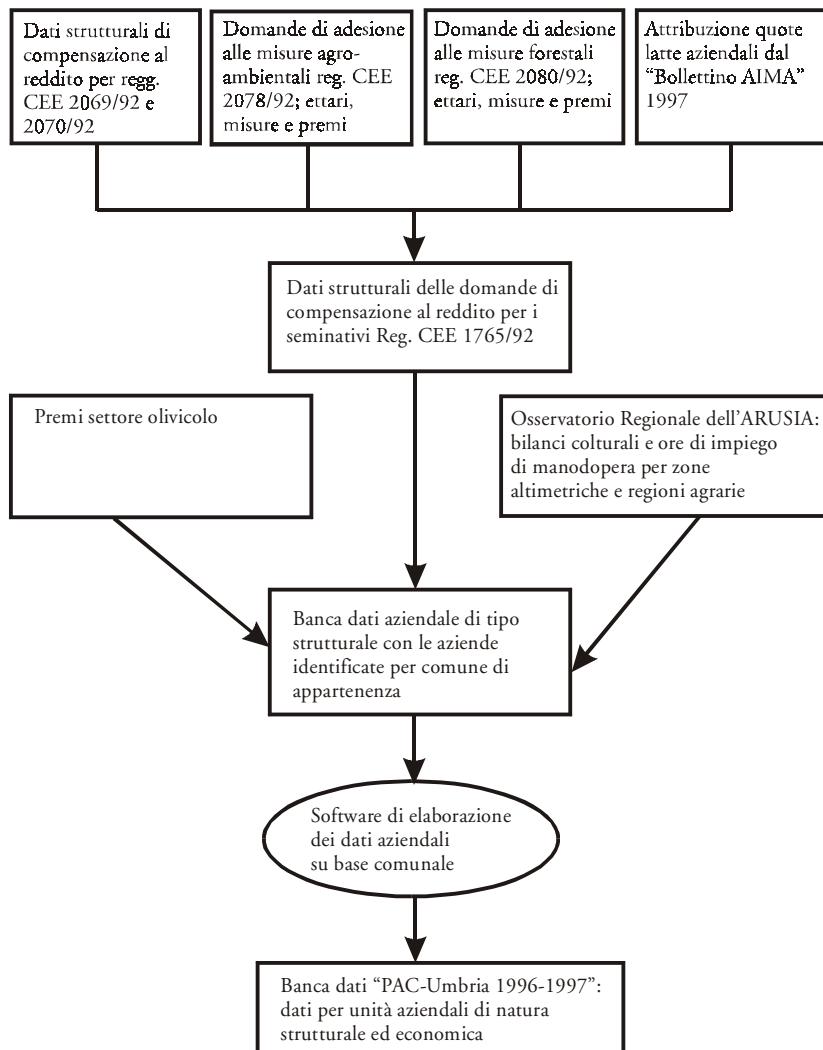 Dati strutturali di
compensazione al
reddito per regg.
CEE 2069/92 e
2070/92
Domande di adesione
alle misure agro-
ambientali reg. CEE
2078/92; ettari,
misure e premi
Domande di adesione
alle misure forestali
reg. CEE 2080/92;
ettari, misure e
premi
Attribuzione quote
latte aziendali dal
“Bollettino AIMA”
1997
Dati strutturali delle domande di
compensazione al reddito per i
seminativi Reg. CEE 1765/92
Premi settore olivicolo
Osservatorio Regionale dell’ARUSIA:
bilanci colturali e ore di impiego
di manodopera per zone
altimetriche e regioni agrarie
Banca dati aziendale di tipo
strutturale con le aziende
identificate per comune di
appartenenza
Software di elaborazione
dei dati aziendali
su base comunale
Banca dati “PAC-Umbria 1996-1997”:
dati per unità aziendali di natura
strutturale ed economica